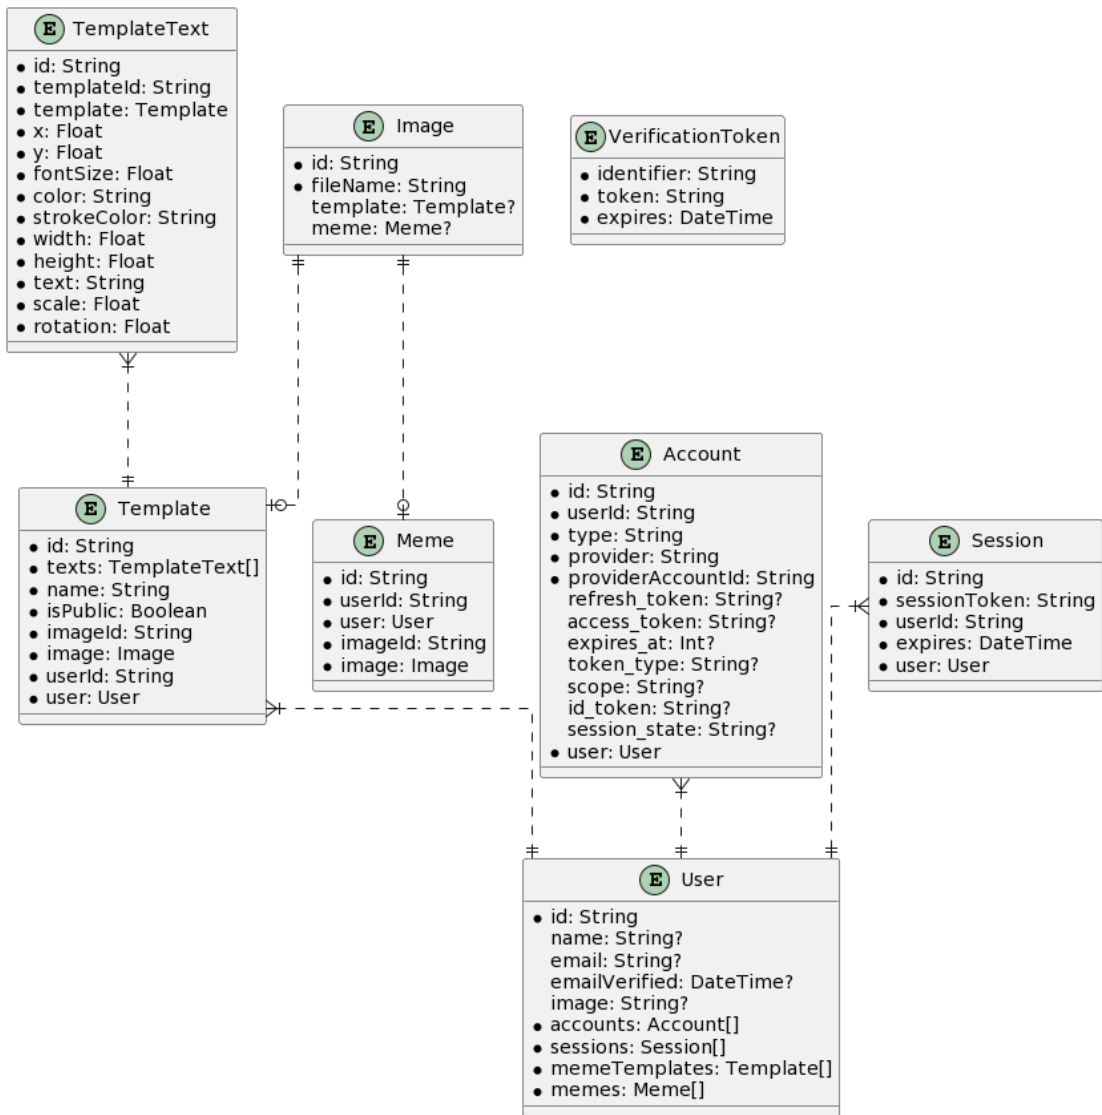 E TemplateText
id: String
templateId: String
template: Template
x: Float
y: Float
fontSize: Float
color: String
strokeColor: String
width: Float
height: Float
text: String
scale: Float
rotation: Float
E Image
id: String
fileName: String
template: Template?
meme: Meme?
E VerificationToken
identifier: String
token: String
expires: DateTime
E Template
id: String
texts: TemplateText[]
name: String
isPublic: Boolean
imageId: String
image: Image
userId: String
user: User
E Meme
id: String
userId: String
user: User
imageId: String
image: Image
E Account
id: String
userId: String
type: String
provider: String
providerAccountId: String
refresh_token: String?
access_token: String?
expires_at: Int?
token_type: String?
scope: String?
id_token: String?
session_state: String?
user: User
E Session
id: String
sessionToken: String
userId: String
expires: DateTime
user: User
E User
id: String
name: String?
email: String?
emailVerified: DateTime?
image: String?
accounts: Account[]
sessions: Session[]
memeTemplates: Template[]
memes: Meme[]